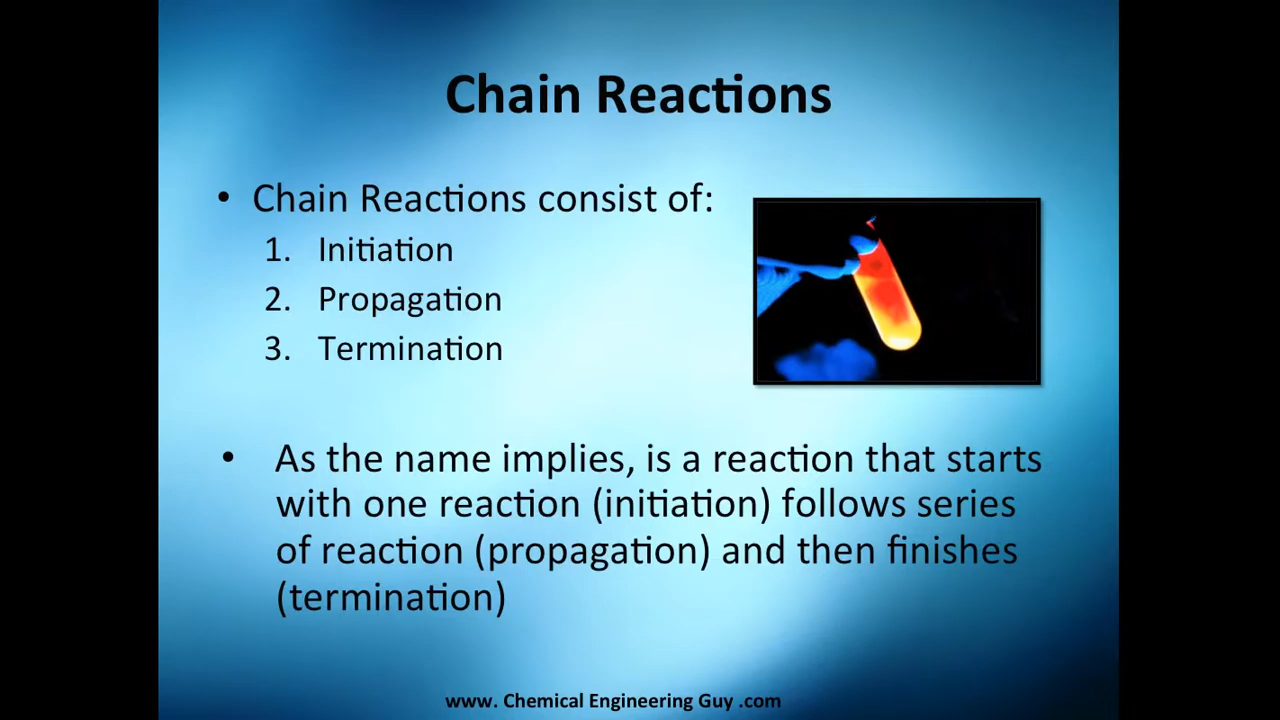 Chain Reactions
• Chain Reactions consist of:
1. Initiation
2. Propagation
3. Termination
• As the name implies, is a reaction that starts
with one reaction (initiation) follows series
of reaction (propagation) and then finishes
(termination)
www. Chemical Engineering Guy .com